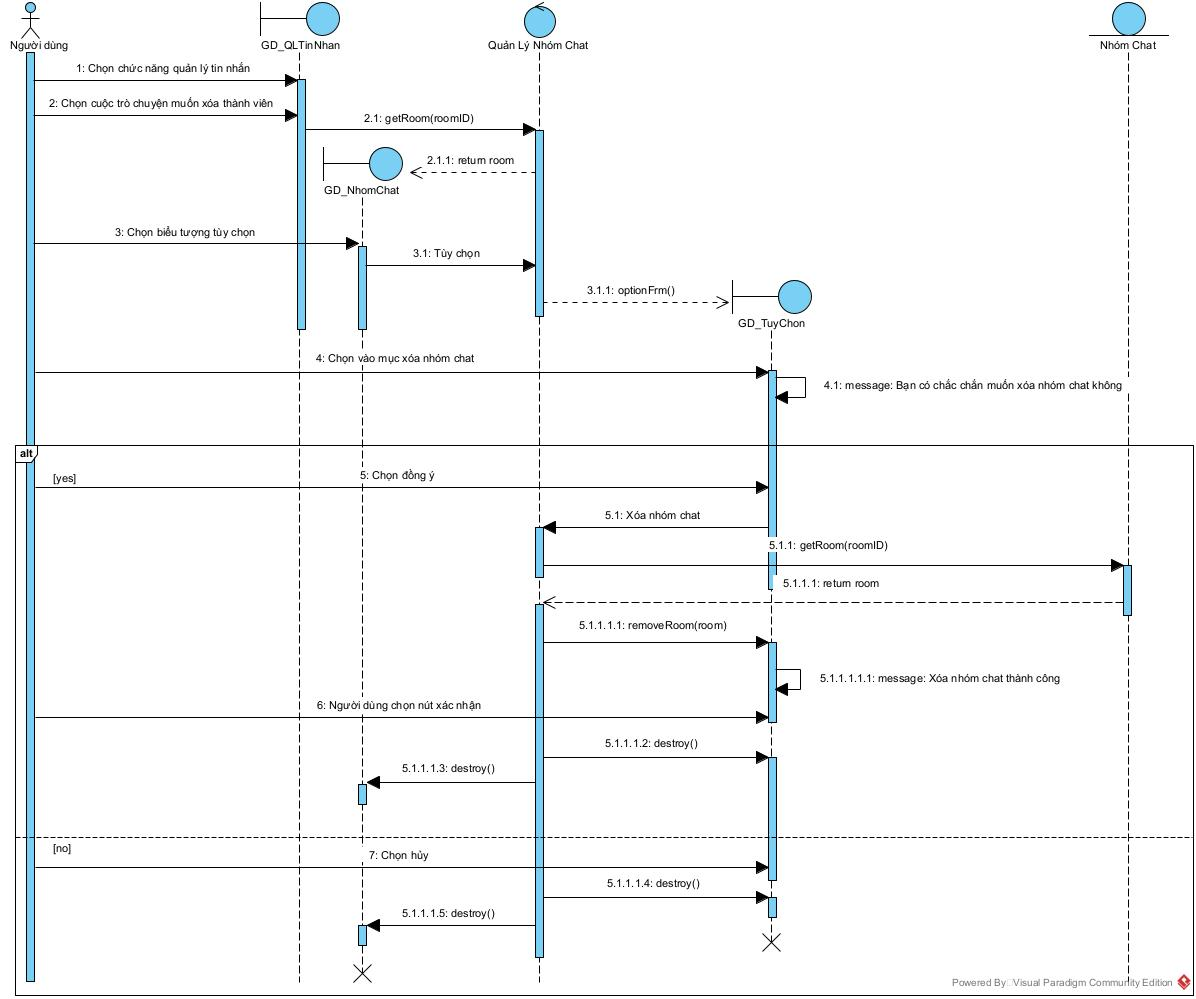 Người dùng
GD_QLTinNhan
Quản Lý Nhóm Chat
Nhóm Chat
1: Chọn chức năng quản lý tin nhắn
2: Chọn cuộc trò chuyện muốn xóa thành viên
2.1: getRoom(roomID)
2.1.1: return room
GD_NhomChat
3: Chọn biểu tượng tùy chọn
3.1: Tùy chọn
3.1.1: optionFrm()
GD_TuyChon
4: Chọn vào mục xóa nhóm chat
4.1: message: Bạn có chắc chắn muốn xóa nhóm chat không
alt
[yes]
5: Chọn đồng ý
5.1: Xóa nhóm chat
5.1.1: getRoom(roomID)
5.1.1.1: return room
5.1.1.1.1: removeRoom(room)
5.1.1.1.1.1: message: Xóa nhóm chat thành công
6: Người dùng chọn nút xác nhận
5.1.1.1.2: destroy()
5.1.1.1.3: destroy()
[no]
7: Chọn hủy
5.1.1.1.4: destroy()
5.1.1.1.5: destroy()
Powered By Visual Paradigm Community Edition